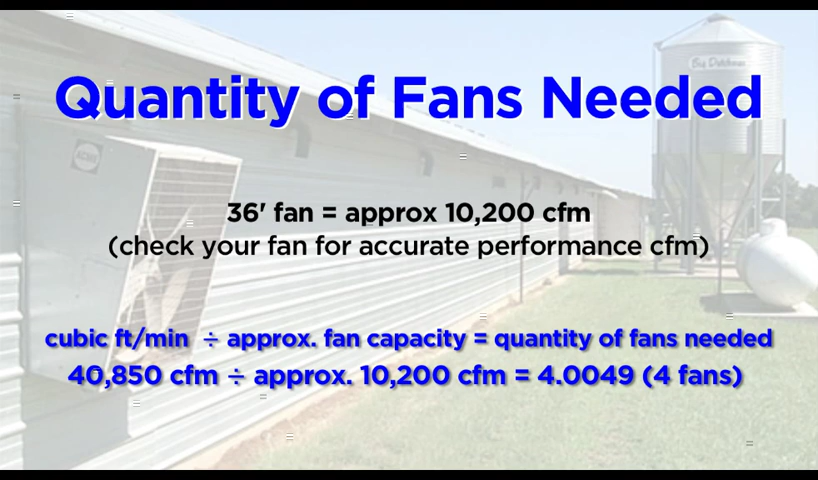 Big Dutchman
Quantity of Fans Needed
36' fan = approx 10,200 cfm
(check your fan for accurate performance cfm)
cubic ft/min ÷ approx. fan capacity = quantity of fans needed
40,850 cfm ÷ approx. 10,200 cfm = 4.0049 (4 fans)